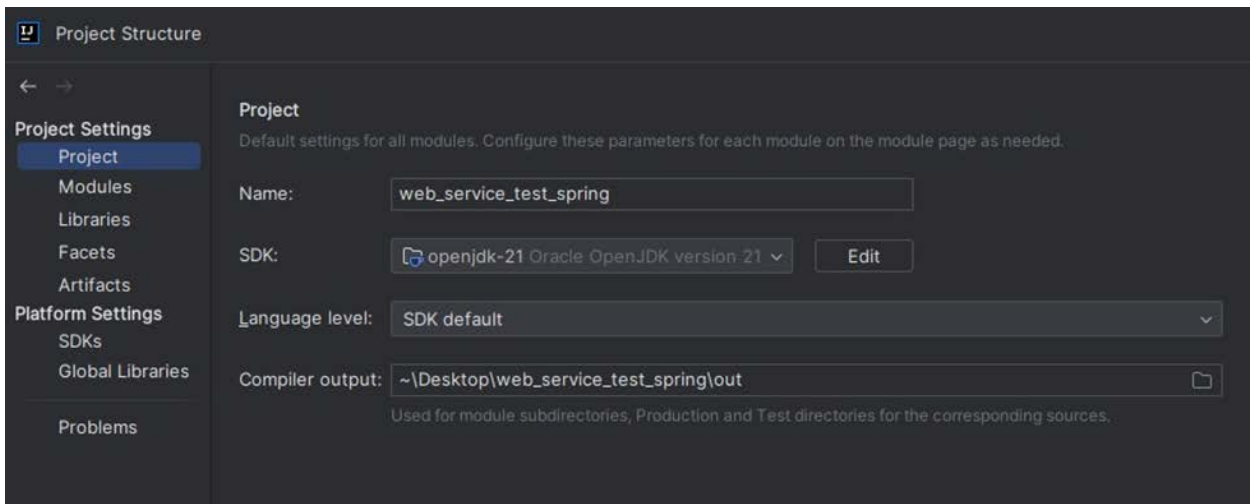 IJ
Project Structure
Project Settings
Project
Modules
Libraries
Facets
Artifacts
Platform Settings
SDKs
Global Libraries
Problems
Project
Default settings for all modules. Configure these parameters for each module on the module page as needed.
Name: web_service_test_spring
SDK: openjdk-21 Oracle OpenJDK version 21 Edit
Language level: SDK default
Compiler output: ~\Desktop\web_service_test_spring\out
Used for module subdirectories, Production and Test directories for the corresponding sources.